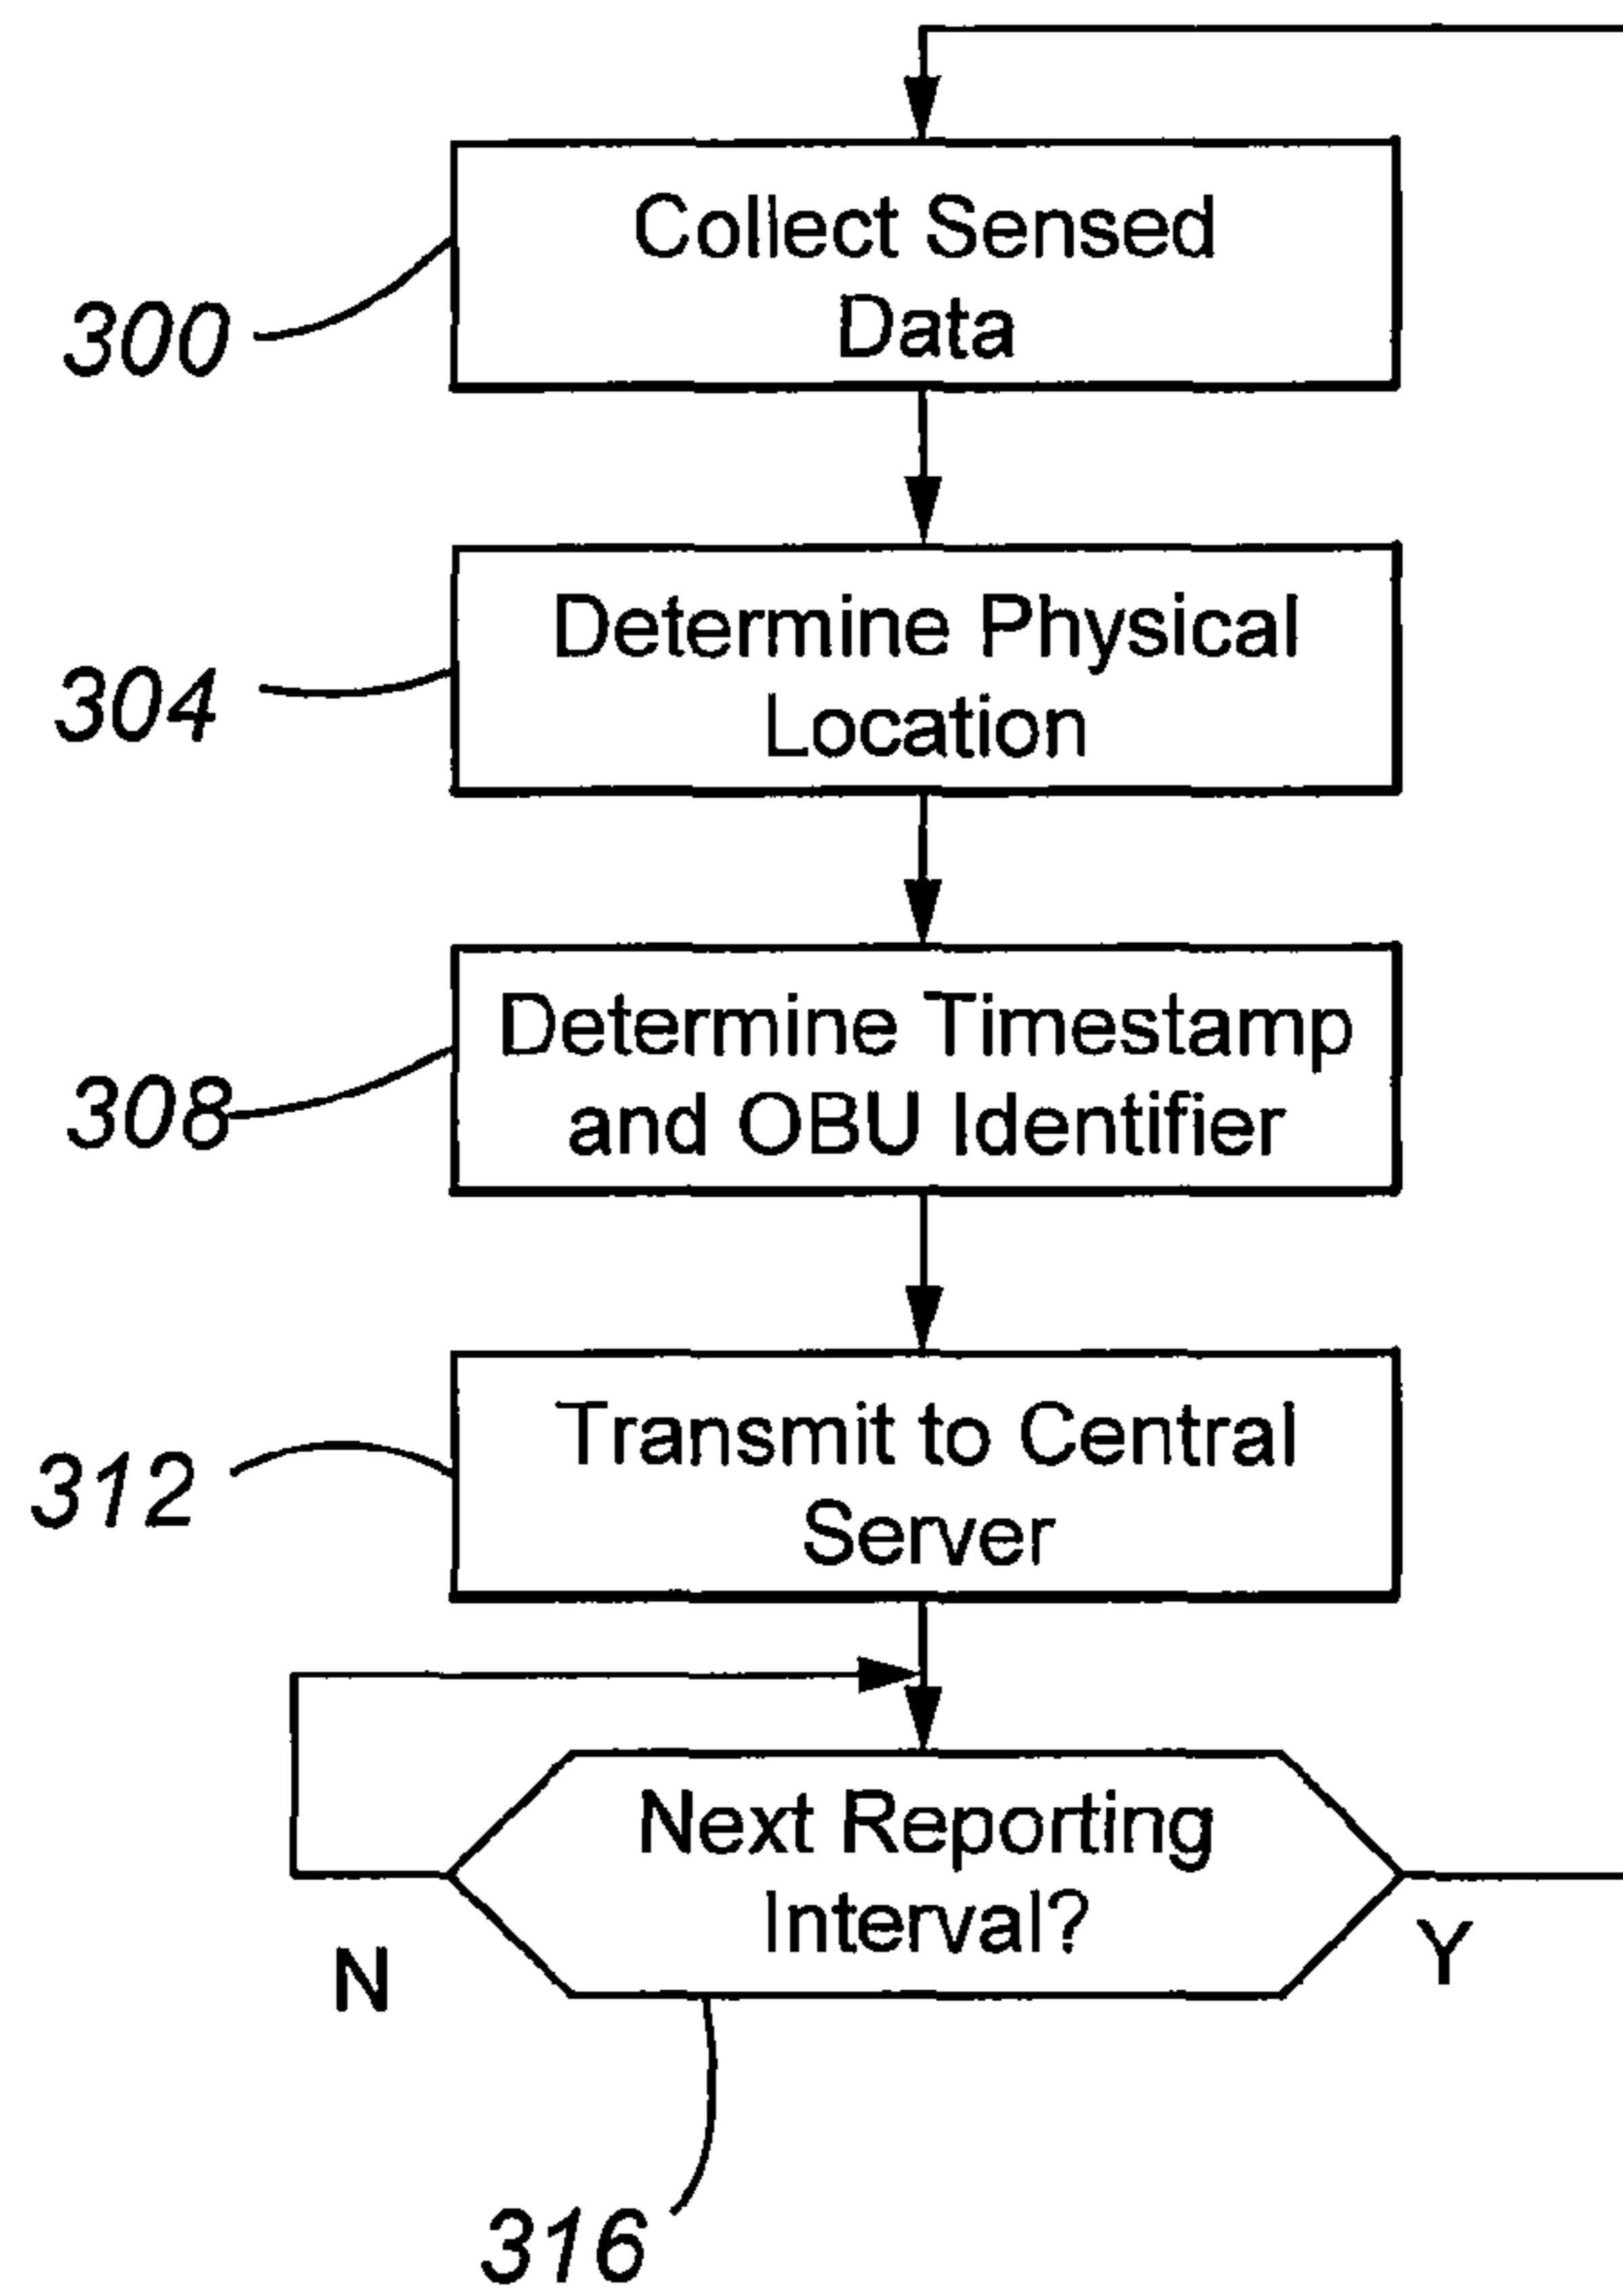 Collect Sensed
Data
300
Determine Physical
Location
304
Determine Timestamp
and OBU Identifier
308
Transmit to Central
Server
312
Next Reporting
Interval?
N
Y
316